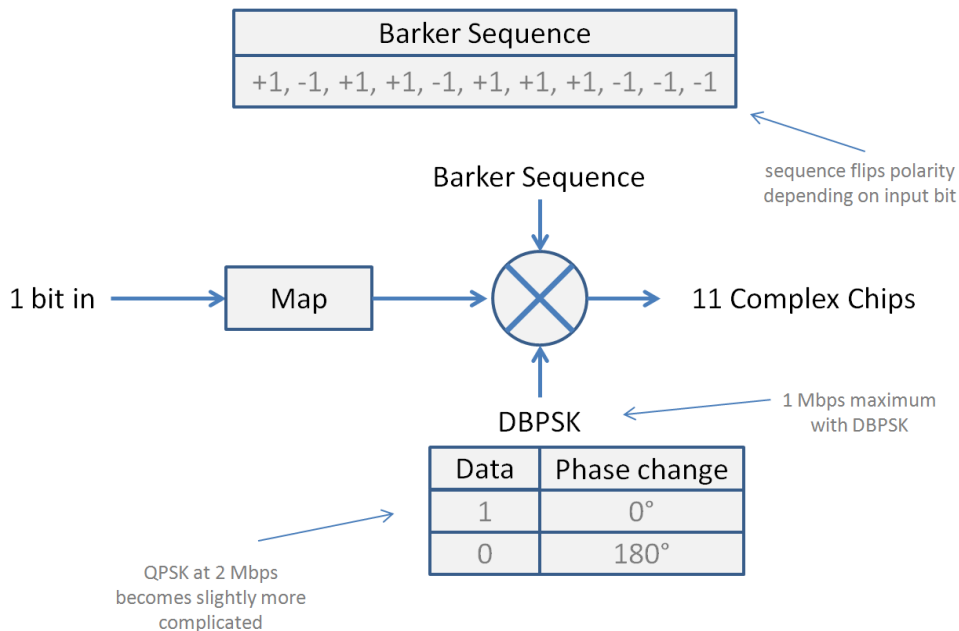 Barker Sequence
+1, -1, +1, +1, -1, +1, +1, +1, -1, -1, -1
sequence flips polarity
depending on input bit
Barker Sequence
1 bit in
Map
11 Complex Chips
1 Mbps maximum
with DBPSK
DBPSK
Data Phase change
1 0°
0 180°
QPSK at 2 Mbps
becomes slightly more
complicated